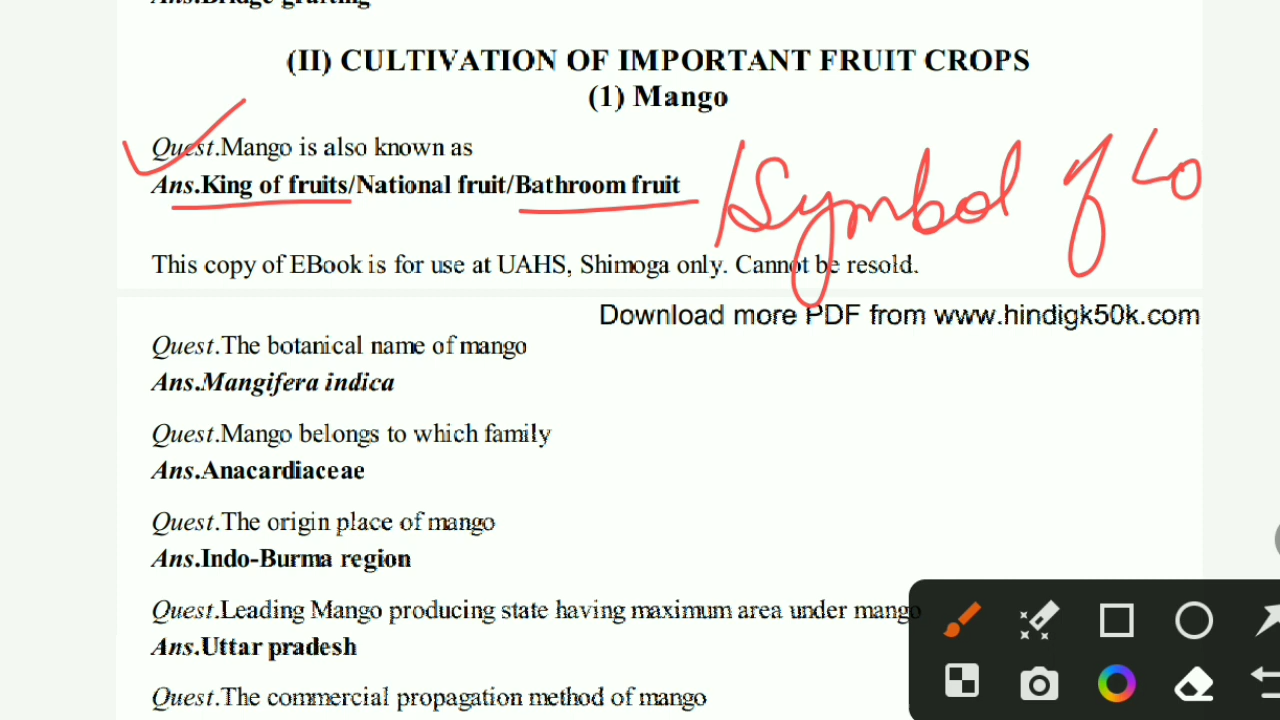 Ans.Bridge grafting
(II) CULTIVATION OF IMPORTANT FRUIT CROPS
(1) Mango
Quest.Mango is also known as
Ans.King of fruits/National fruit/Bathroom fruit /Symbol of Lo
This copy of EBook is for use at UAHS, Shimoga only. Cannot be resold.
Download more PDF from www.hindigk50k.com
Quest.The botanical name of mango
Ans.Mangifera indica
Quest.Mango belongs to which family
Ans.Anacardiaceae
Quest.The origin place of mango
Ans.Indo-Burma region
Quest.Leading Mango producing state having maximum area under mango
Ans.Uttar pradesh
Quest.The commercial propagation method of mango